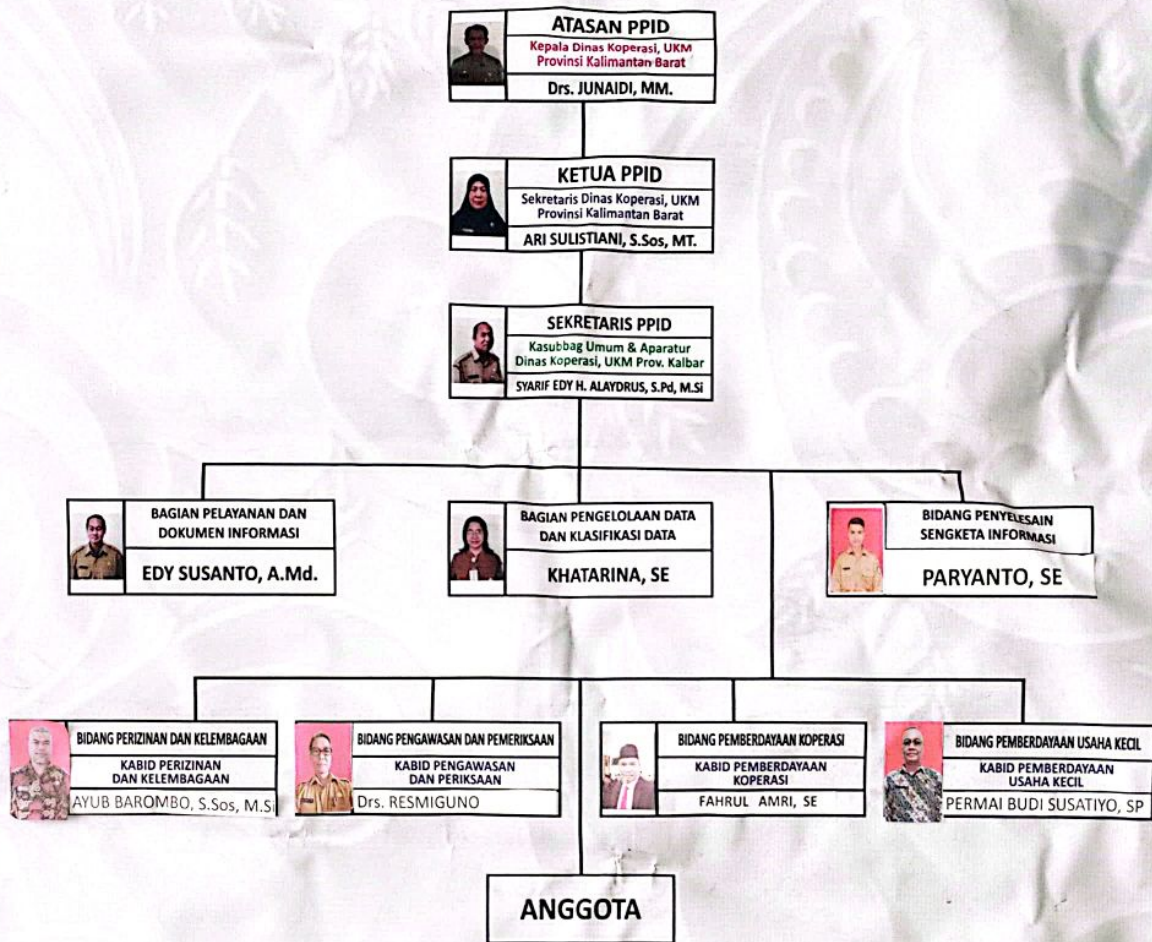 ATASAN PPID
Kepala Dinas Koperasi, UKM
Provinsi Kalimantan Barat
Drs. JUNAIDI, MM.
KETUA PPID
Sekretaris Dinas Koperasi, UKM
Provinsi Kalimantan Barat
ARI SULISTIANI, S.Sos, MT.
SEKRETARIS PPID
Kasubbag Umum & Aparatur
Dinas Koperasi, UKM Prov. Kalbar
SYARIF EDY H. ALAYDRUS, S.Pd, M.Si
BAGIAN PELAYANAN DAN
DOKUMEN INFORMASI
EDY SUSANTO, A.Md.
BAGIAN PENGELOLAAN DATA
DAN KLASIFIKASI DATA
KHATARINA, SE
BIDANG PENYELESAIN
SENGKETA INFORMASI
PARYANTO, SE
BIDANG PERIZINAN DAN KELEMBAGAAN
KABID PERIZINAN
DAN KELEMBAGAAN
AYUB BAROMBO, S.Sos, M.Si
BIDANG PENGAWASAN DAN PEMERIKSAAN
KABID PENGAWASAN
DAN PERIKSAAN
Drs. RESMIGUNO
BIDANG PEMBERDAYAAN KOPERASI
KABID PEMBERDAYAAN
KOPERASI
FAHRUL AMRI, SE
BIDANG PEMBERDAYAAN USAHA KECIL
KABID PEMBERDAYAAN
USAHA KECIL
PERMAI BUDI SUSATIYO, SP
ANGGOTA